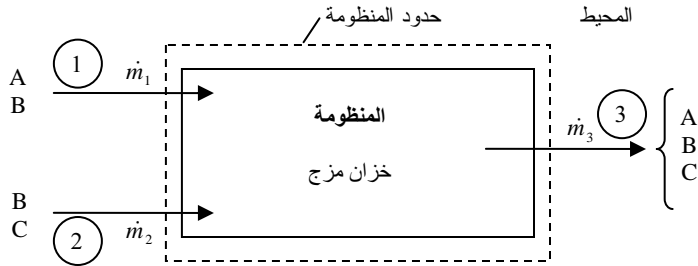 المحيط
حدود المنظومة
1
A
B
ṁ₁
المنظومة
خزان مزج
ṁ₃
3
A
B
C
B
C
2
ṁ₂